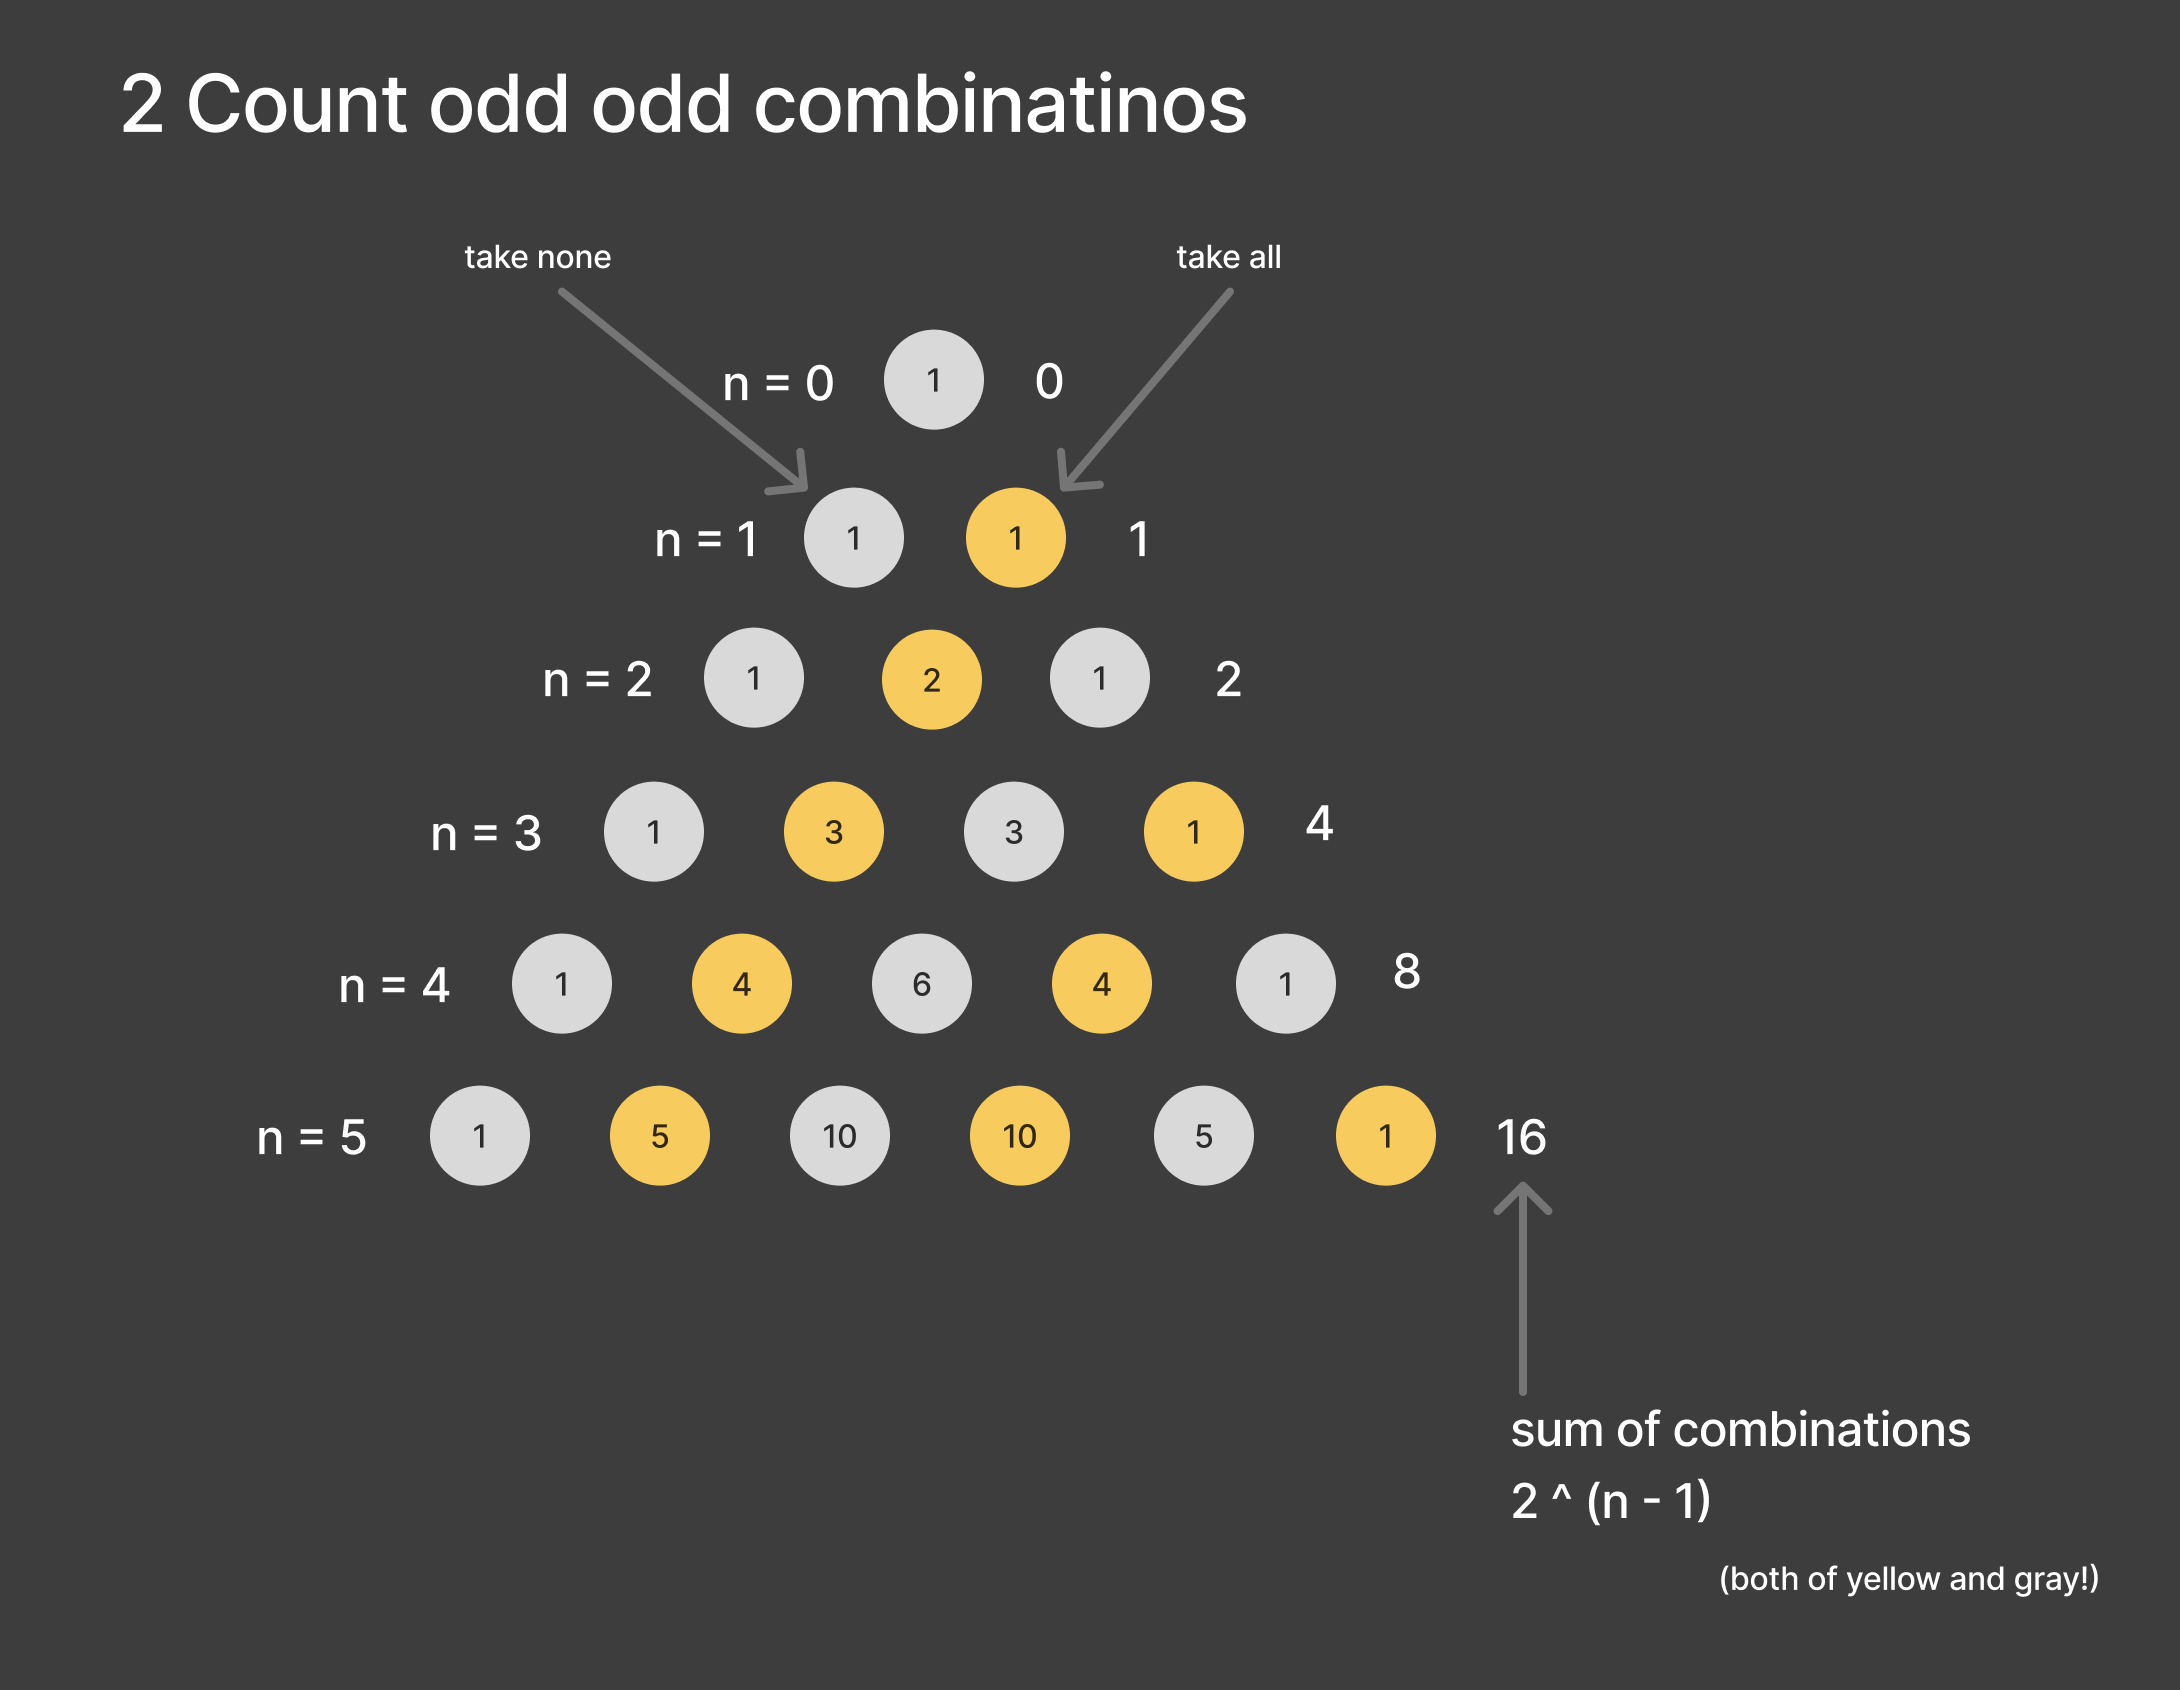 2 Count odd odd combinatinos
take none
take all
n = 0 1 0
n = 1 1 1 1
n = 2 1 2 1 2
n = 3 1 3 3 1 4
n = 4 1 4 6 4 1 8
n = 5 1 5 10 10 5 1 16
sum of combinations
2 ^ (n - 1)
(both of yellow and gray!)